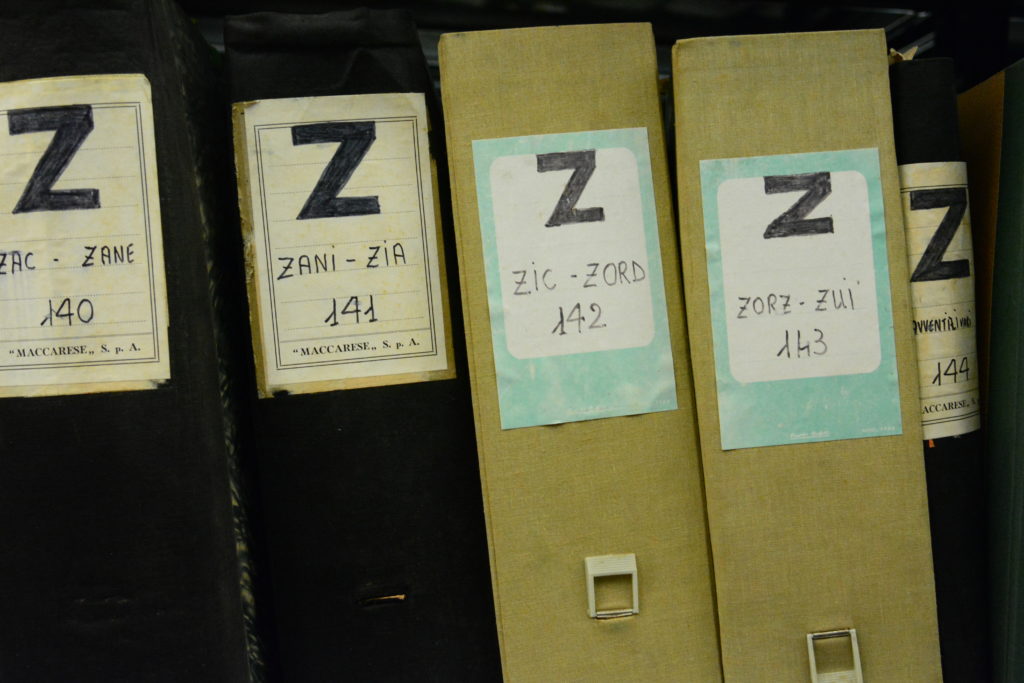 Z
ZAC - ZANE
140
"MACCARESE„ S. p. A.
Z
ZANI - ZIA
141
"MACCARESE„ S. p. A.
Z
ZIC - ZORD
142
Z
ZORZ - ZUI
143
Z
144